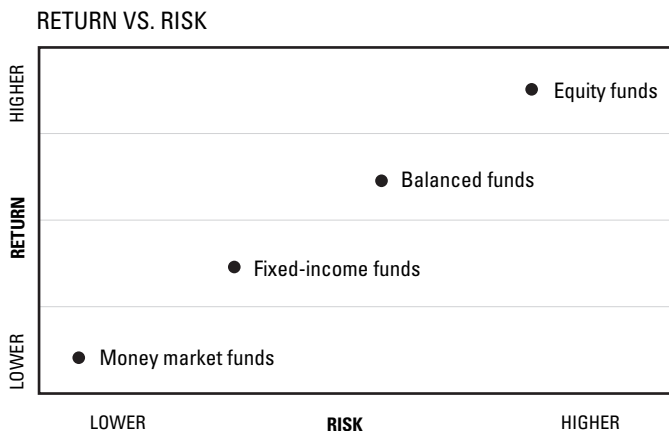 RETURN VS. RISK
HIGHER
RETURN
LOWER
Equity funds
Balanced funds
Fixed-income funds
Money market funds
LOWER
RISK
HIGHER